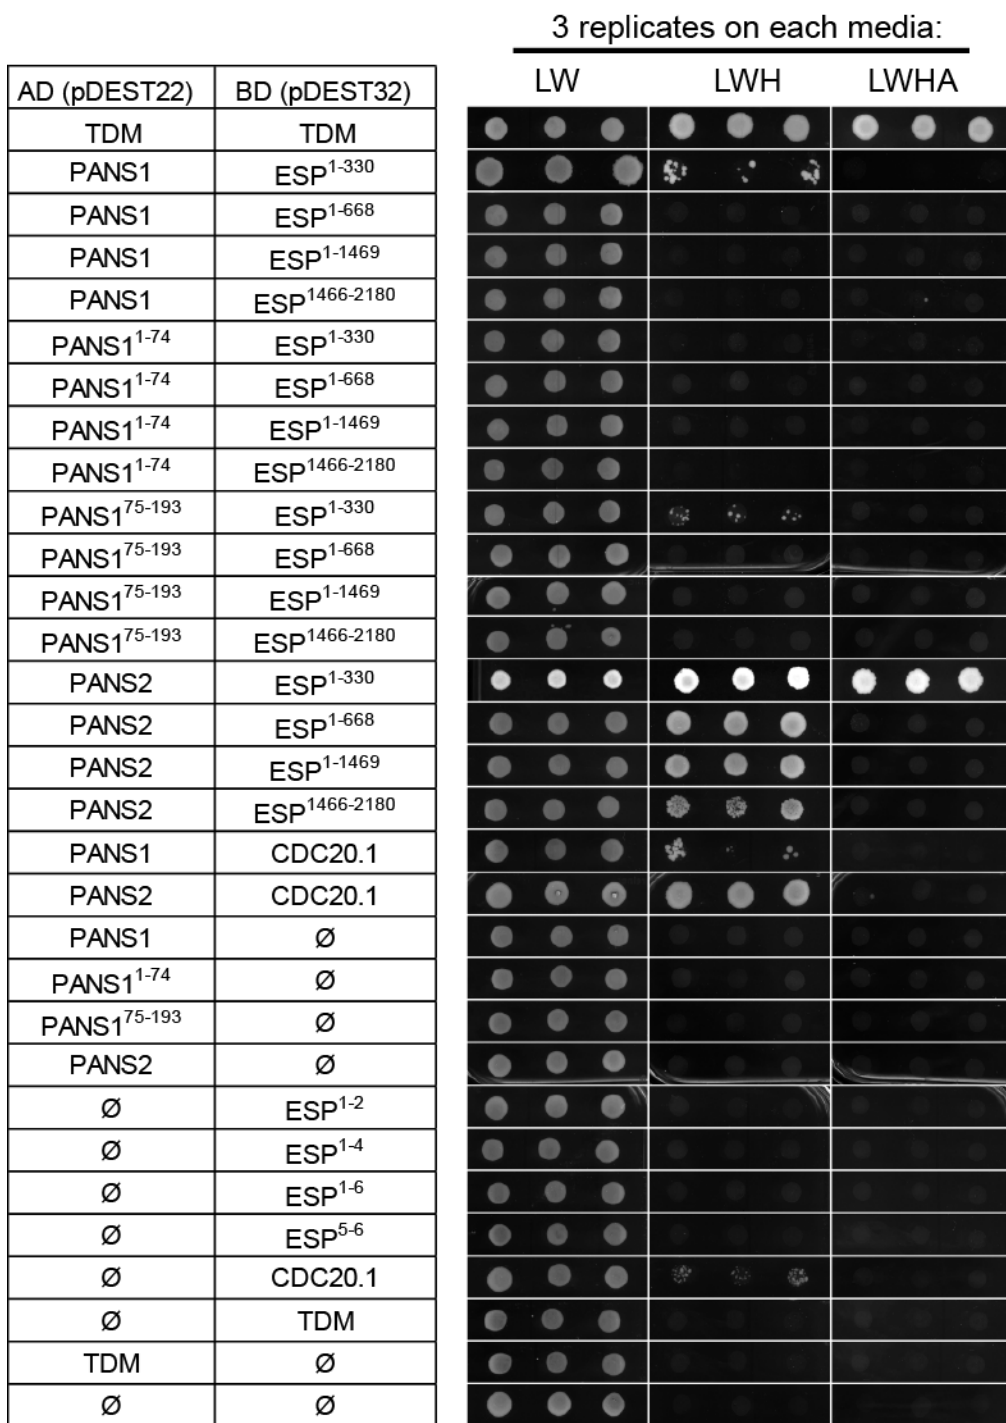 3 replicates on each media:
AD (pDEST22) BD (pDEST32) LW LWH LWHA
TDM TDM
PANS1 ESP1-330
PANS1 ESP1-668
PANS1 ESP1-1469
PANS1 ESP1466-2180
PANS11-74 ESP1-330
PANS11-74 ESP1-668
PANS11-74 ESP1-1469
PANS11-74 ESP1466-2180
PANS175-193 ESP1-330
PANS175-193 ESP1-668
PANS175-193 ESP1-1469
PANS175-193 ESP1466-2180
PANS2 ESP1-330
PANS2 ESP1-668
PANS2 ESP1-1469
PANS2 ESP1466-2180
PANS1 CDC20.1
PANS2 CDC20.1
PANS1 Ø
PANS11-74 Ø
PANS175-193 Ø
PANS2 Ø
Ø ESP1-2
Ø ESP1-4
Ø ESP1-6
Ø ESP5-6
Ø CDC20.1
Ø TDM
TDM Ø
Ø Ø